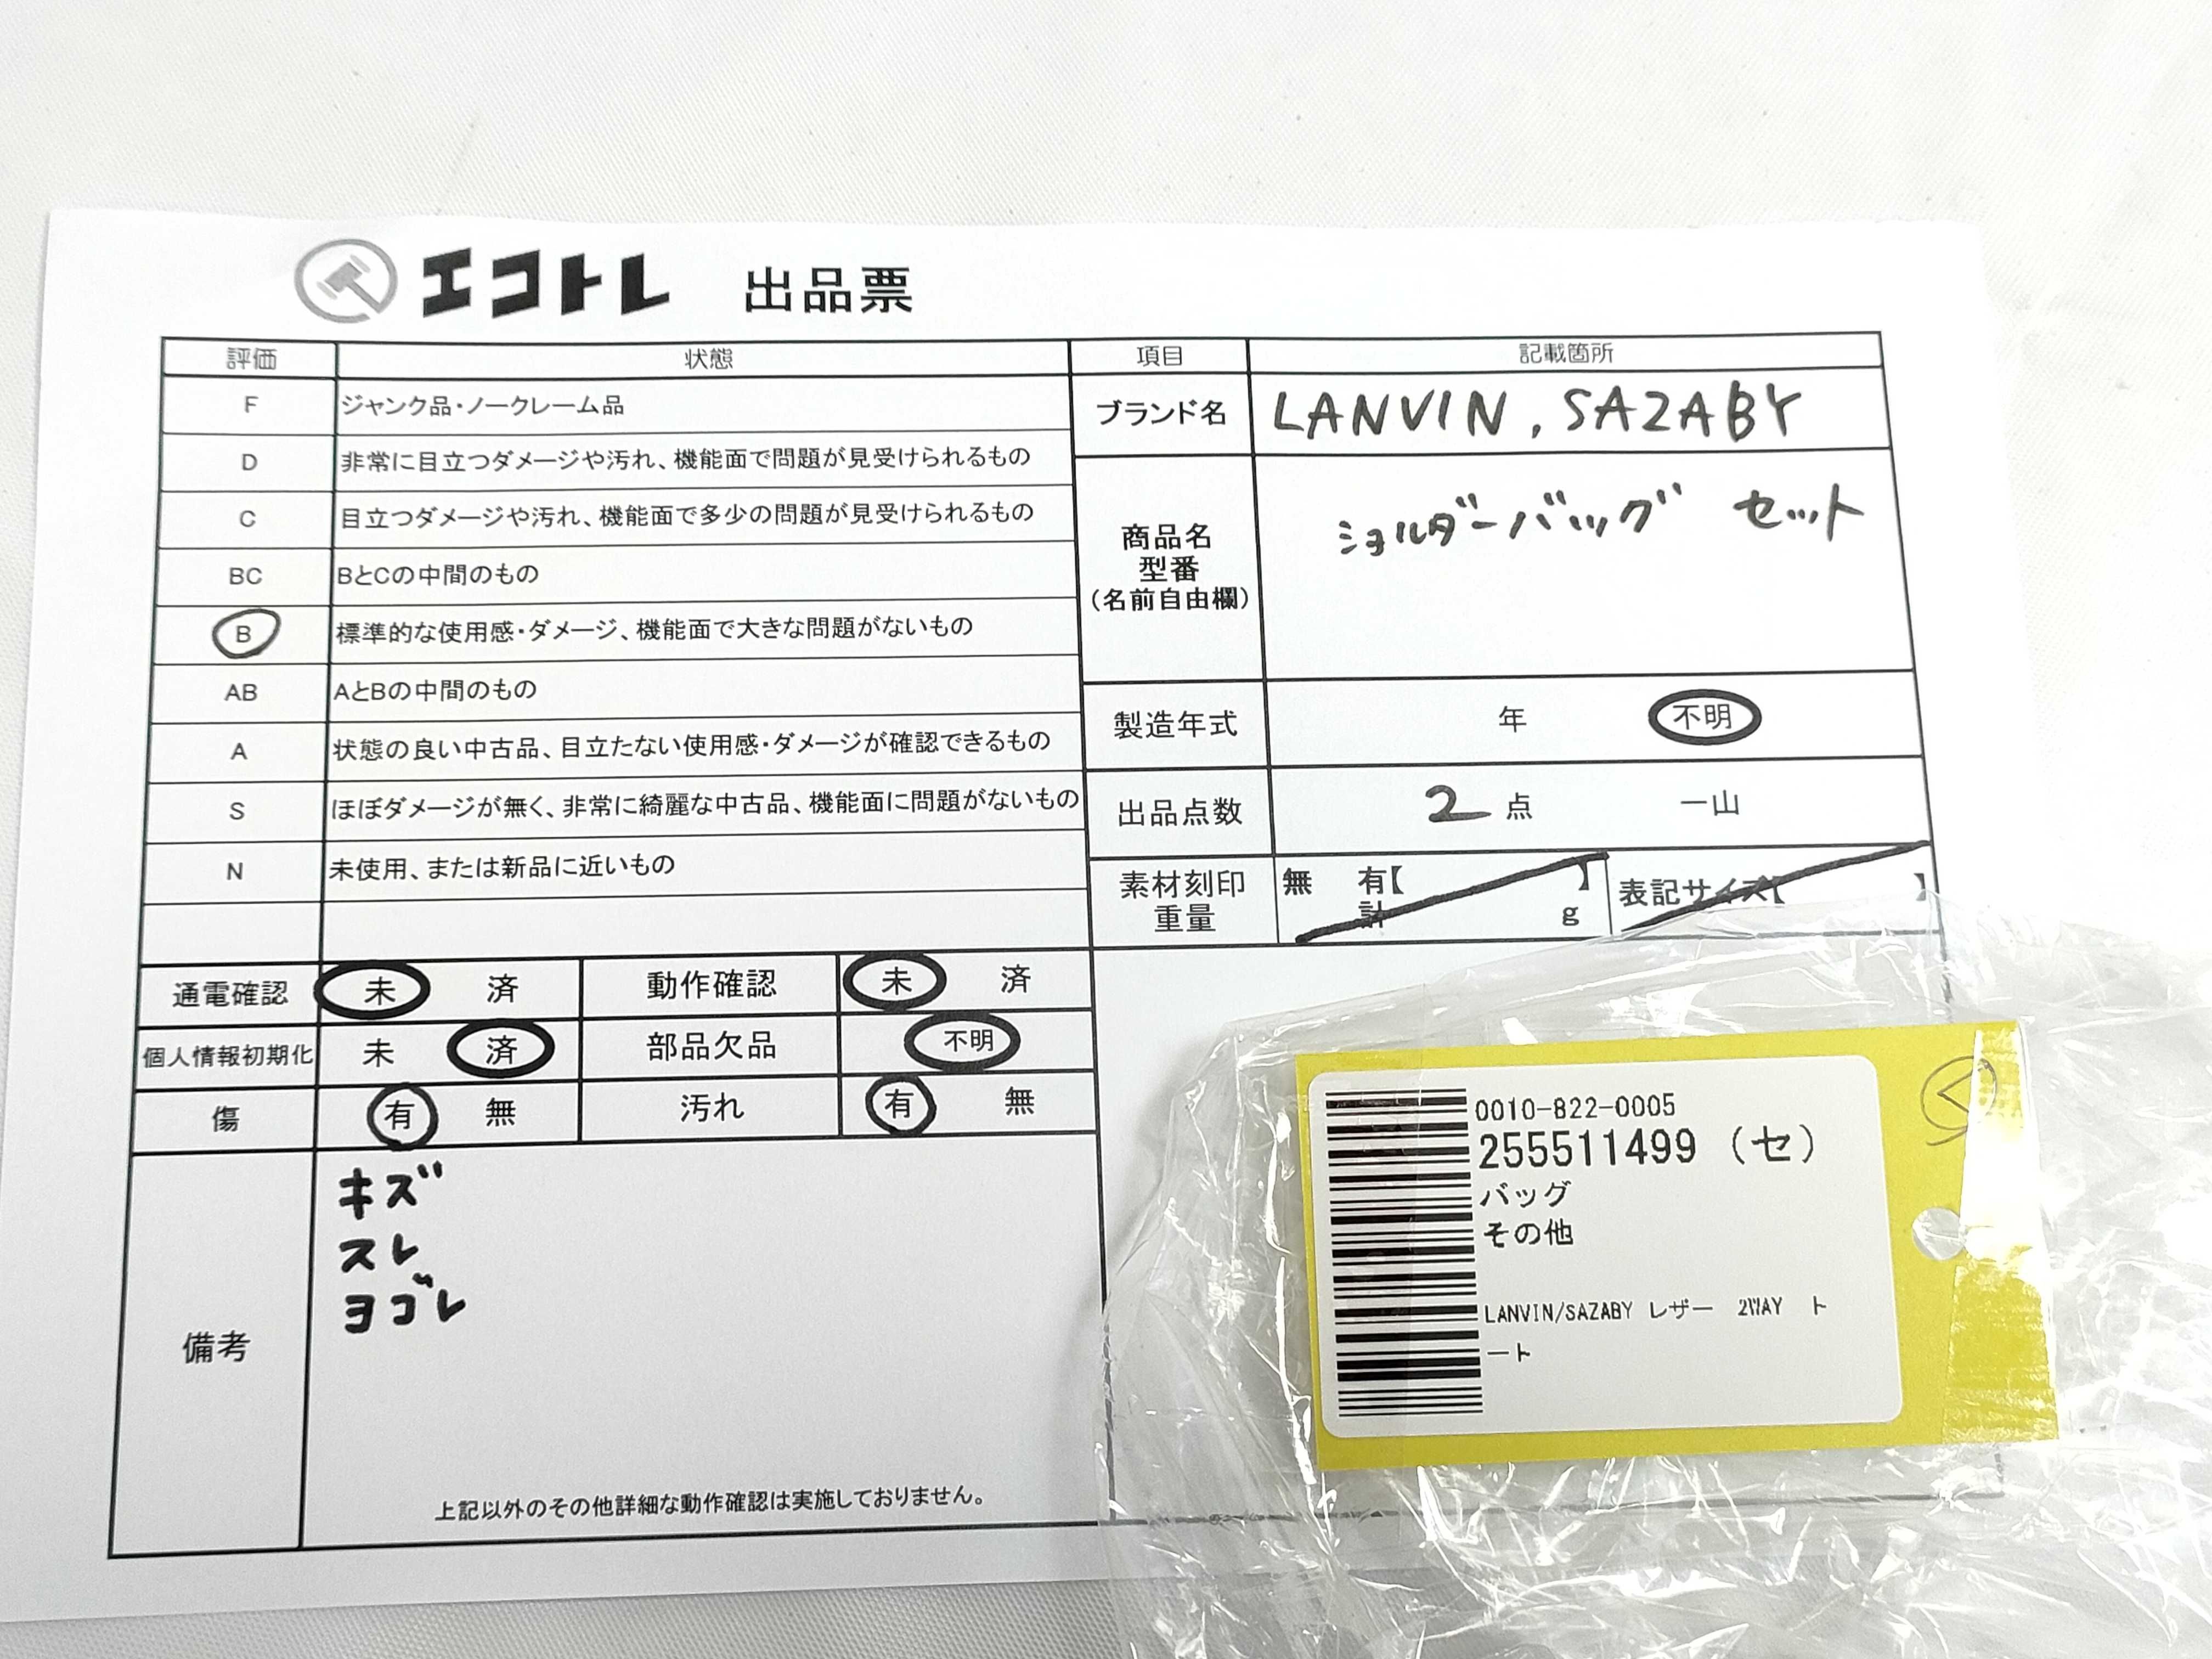 エコトレ 出品票
評価 状態 項目 記載箇所
F ジャンク品・ノークレーム品
D 非常に目立つダメージや汚れ、機能面で問題が見受けられるもの
C 目立つダメージや汚れ、機能面で多少の問題が見受けられるもの
BC BとCの中間のもの
B 標準的な使用感・ダメージ、機能面で大きな問題がないもの
AB AとBの中間のもの
A 状態の良い中古品、目立たない使用感・ダメージが確認できるもの
S ほぼダメージが無く、非常に綺麗な中古品、機能面に問題がないもの
N 未使用、または新品に近いもの
ブランド名 LANVIN, SAZABY
商品名
型番
(名前自由欄)
ショルダーバッグ セット
製造年式 年 不明
出品点数 2 点 一山
素材刻印 無 有【 】 表記サイズ【 】
重量 計 g
通電確認 未 済 動作確認 未 済
個人情報初期化 未 済 部品欠品 不明
傷 有 無 汚れ 有 無
備考
キズ
スレ
ヨゴレ
上記以外のその他詳細な動作確認は実施しておりません。
0010-822-0005
255511499 (セ)
バッグ
その他
LANVIN/SAZABY レザー 2WAY ト
ート